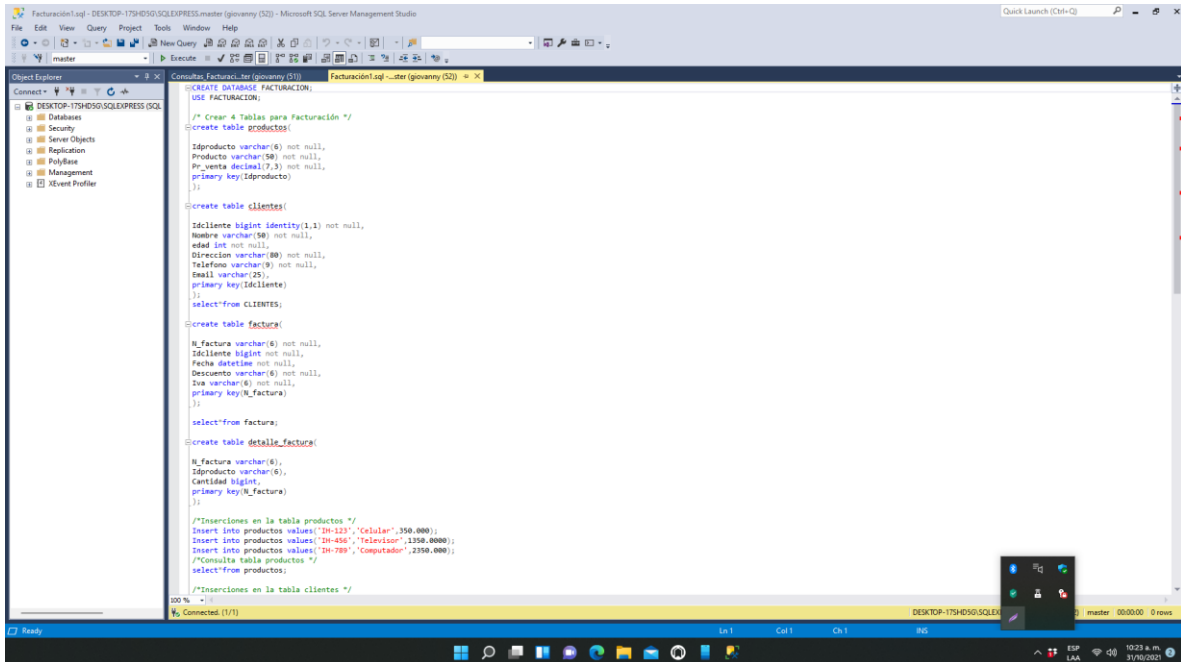 Facturación1.sql - DESKTOP-175HD5G\SQLEXPRESS.master (giovanny (52)) - Microsoft SQL Server Management Studio
Quick Launch (Ctrl+Q)
File Edit View Query Project Tools Window Help
New Query
master
Execute
Object Explorer
Consultas_Facturaci...ter (giovanny (51))
Facturación1.sql -...ster (giovanny (52))
Connect
DESKTOP-175HD5G\SQLEXPRESS (SQL
Databases
Security
Server Objects
Replication
PolyBase
Management
XEvent Profiler
CREATE DATABASE FACTURACION;
USE FACTURACION;
/* Crear 4 Tablas para Facturación */
create table productos(
Idproducto varchar(6) not null,
Producto varchar(50) not null,
Pr_venta decimal(7,3) not null,
primary key(Idproducto)
);
create table clientes(
Idcliente bigint identity(1,1) not null,
Nombre varchar(50) not null,
edad int not null,
Direccion varchar(80) not null,
Telefono varchar(9) not null,
Email varchar(25),
primary key(Idcliente)
);
select*from CLIENTES;
create table factura(
N_factura varchar(6) not null,
Idcliente bigint not null,
Fecha datetime not null,
Descuento varchar(6) not null,
Iva varchar(6) not null,
primary key(N_factura)
);
select*from factura;
create table detalle_factura(
N_factura varchar(6),
Idproducto varchar(6),
Cantidad bigint,
primary key(N_factura)
);
/*Inserciones en la tabla productos */
Insert into productos values('IH-123','Celular',350.000);
Insert into productos values('IH-456','Televisor',1350.0000);
Insert into productos values('IH-789','Computador',2350.000);
/*Consulta tabla productos */
select*from productos;
/*Inserciones en la tabla clientes */
100 %
Connected. (1/1)
DESKTOP-175HD5G\SQLEX
master
00:00:00
0 rows
Ready
Ln 1
Col 1
Ch 1
INS
ESP
LAA
10:23 a. m.
31/10/2021